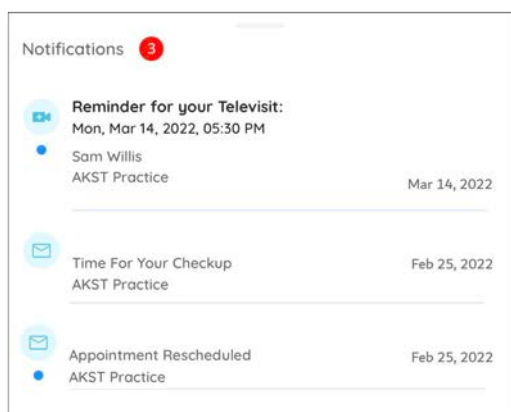 Notifications 3
Reminder for your Televisit:
Mon, Mar 14, 2022, 05:30 PM
Sam Willis
AKST Practice
Mar 14, 2022
Time For Your Checkup
Feb 25, 2022
AKST Practice
Appointment Rescheduled
Feb 25, 2022
AKST Practice